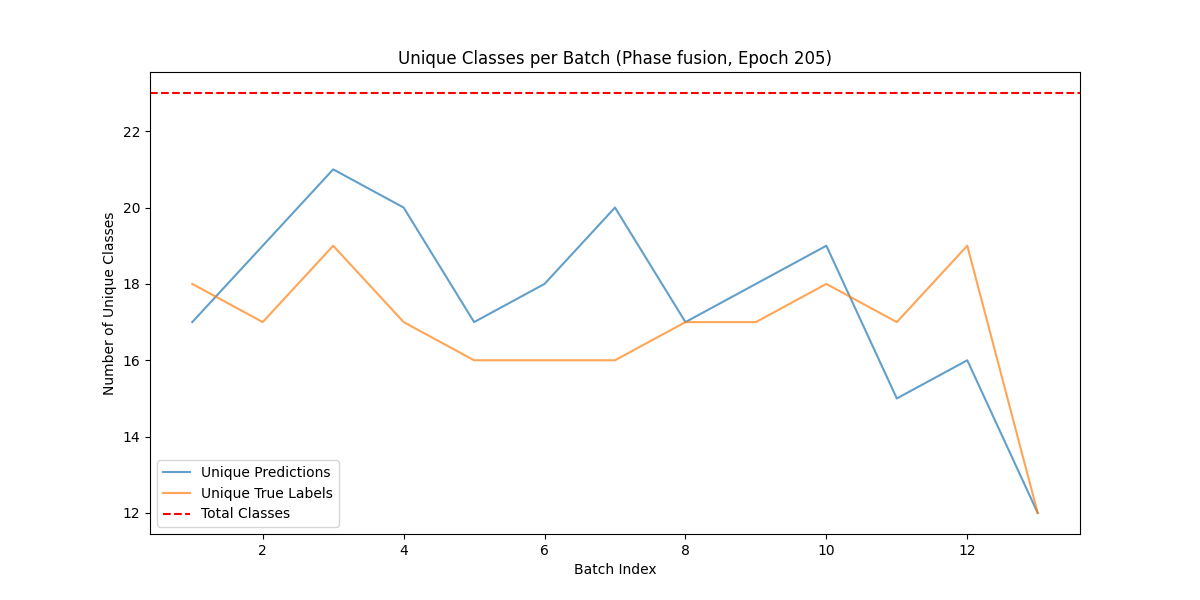 Unique Classes per Batch (Phase fusion, Epoch 205)
Number of Unique Classes
22
20
18
16
14
12
Unique Predictions
Unique True Labels
Total Classes
2 4 6 8 10 12
Batch Index